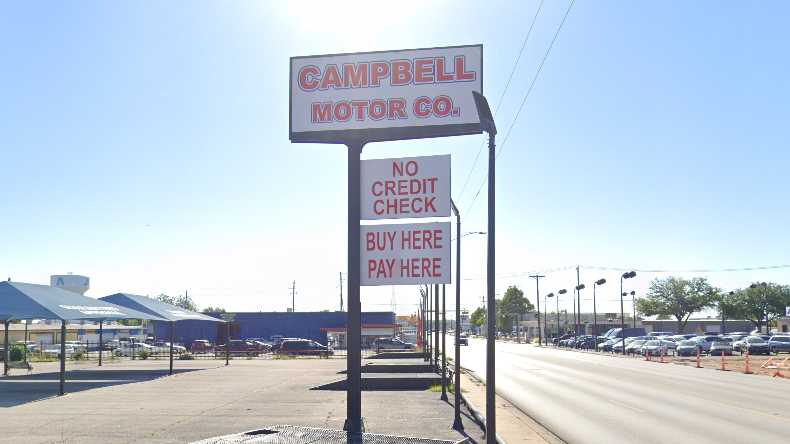 CAMPBELL
MOTOR CO.
NO
CREDIT
CHECK
BUY HERE
PAY HERE